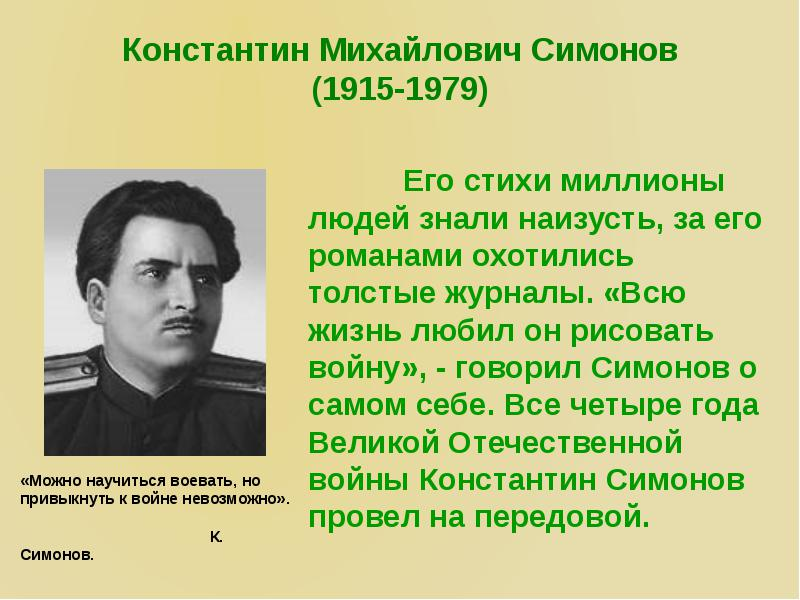 Константин Михайлович Симонов
(1915-1979)
Его стихи миллионы
людей знали наизусть, за его
романами охотились
толстые журналы. «Всю
жизнь любил он рисовать
войну», - говорил Симонов о
самом себе. Все четыре года
Великой Отечественной
войны Константин Симонов
провел на передовой.
«Можно научиться воевать, но
привыкнуть к войне невозможно».
К.
Симонов.